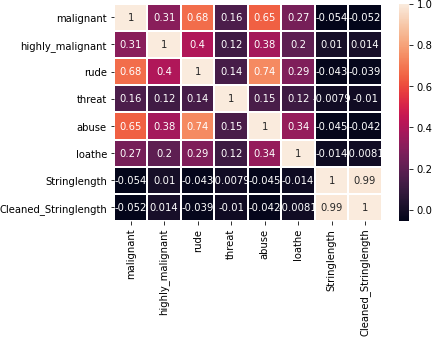 malignant 1 0.31 0.68 0.16 0.65 0.27 -0.054 -0.052
highly_malignant 0.31 1 0.4 0.12 0.38 0.2 0.01 0.014
rude 0.68 0.4 1 0.14 0.74 0.29 -0.043 -0.039
threat 0.16 0.12 0.14 1 0.15 0.12 0.0079 -0.01
abuse 0.65 0.38 0.74 0.15 1 0.34 -0.045 -0.042
loathe 0.27 0.2 0.29 0.12 0.34 1 -0.014 0.0081
Stringlength -0.054 0.01 -0.043 0.0079 -0.045 -0.014 1 0.99
Cleaned_Stringlength -0.052 0.014 -0.039 -0.01 -0.042 0.0081 0.99 1
malignant
highly_malignant
rude
threat
abuse
loathe
Stringlength
Cleaned_Stringlength
1.0
0.8
0.6
0.4
0.2
0.0